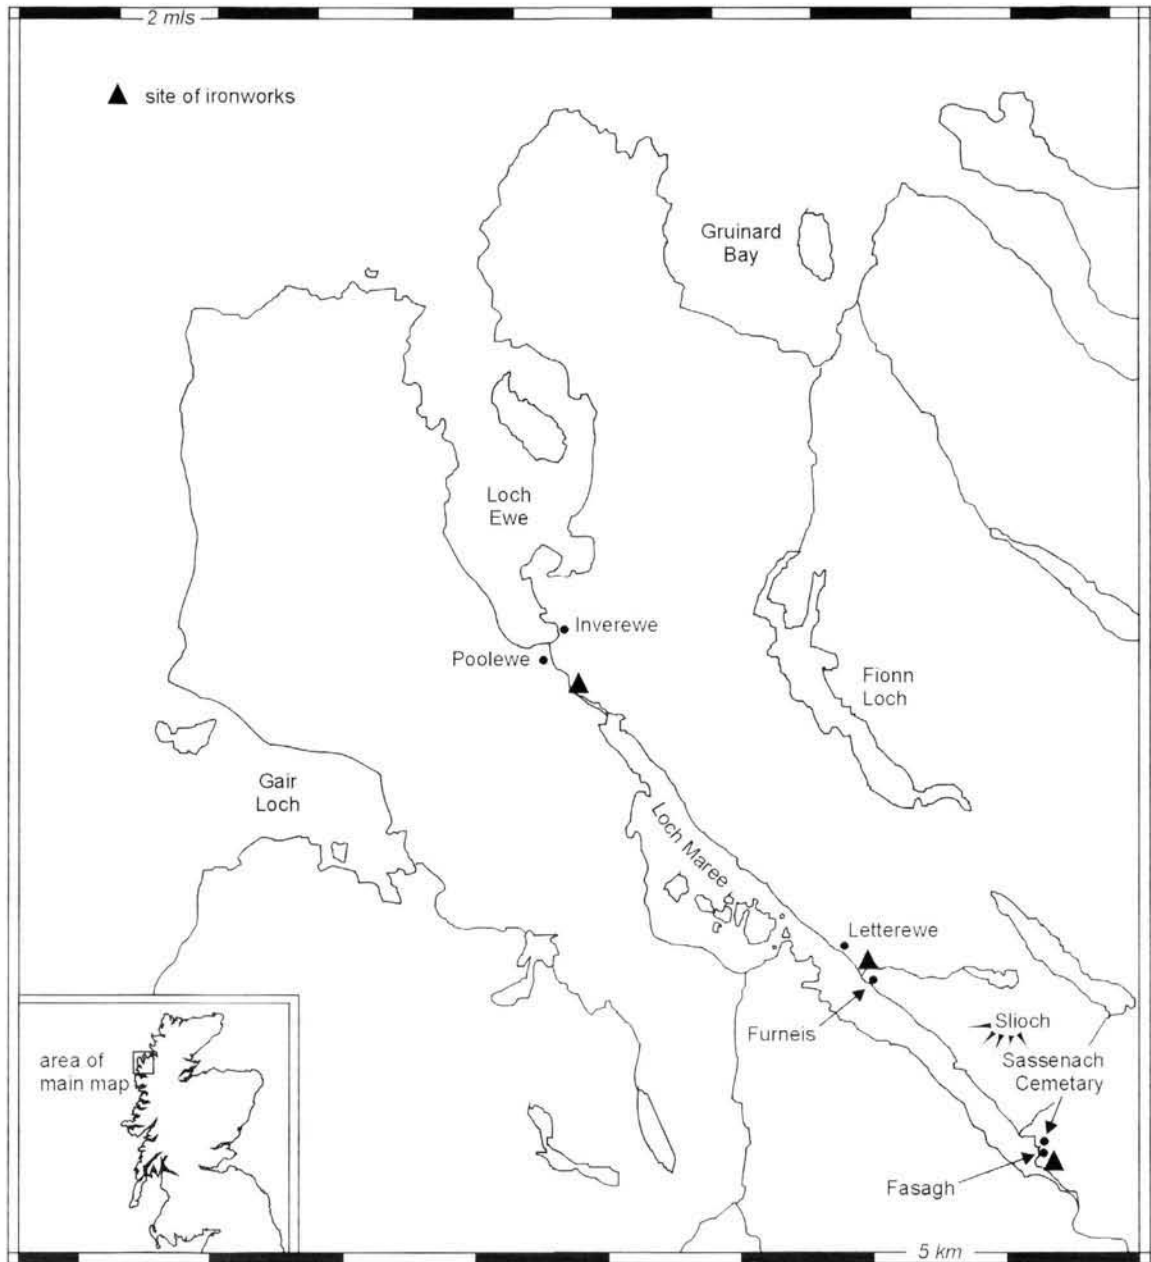 2 mls
site of ironworks
Gruinard
Bay
Loch
Ewe
Inverewe
Poolewe
Fionn
Loch
Gair
Loch
Loch Maree
Letterewe
Furneis
Slioch
Sassenach
Cemetary
area of
main map
Fasagh
5 km